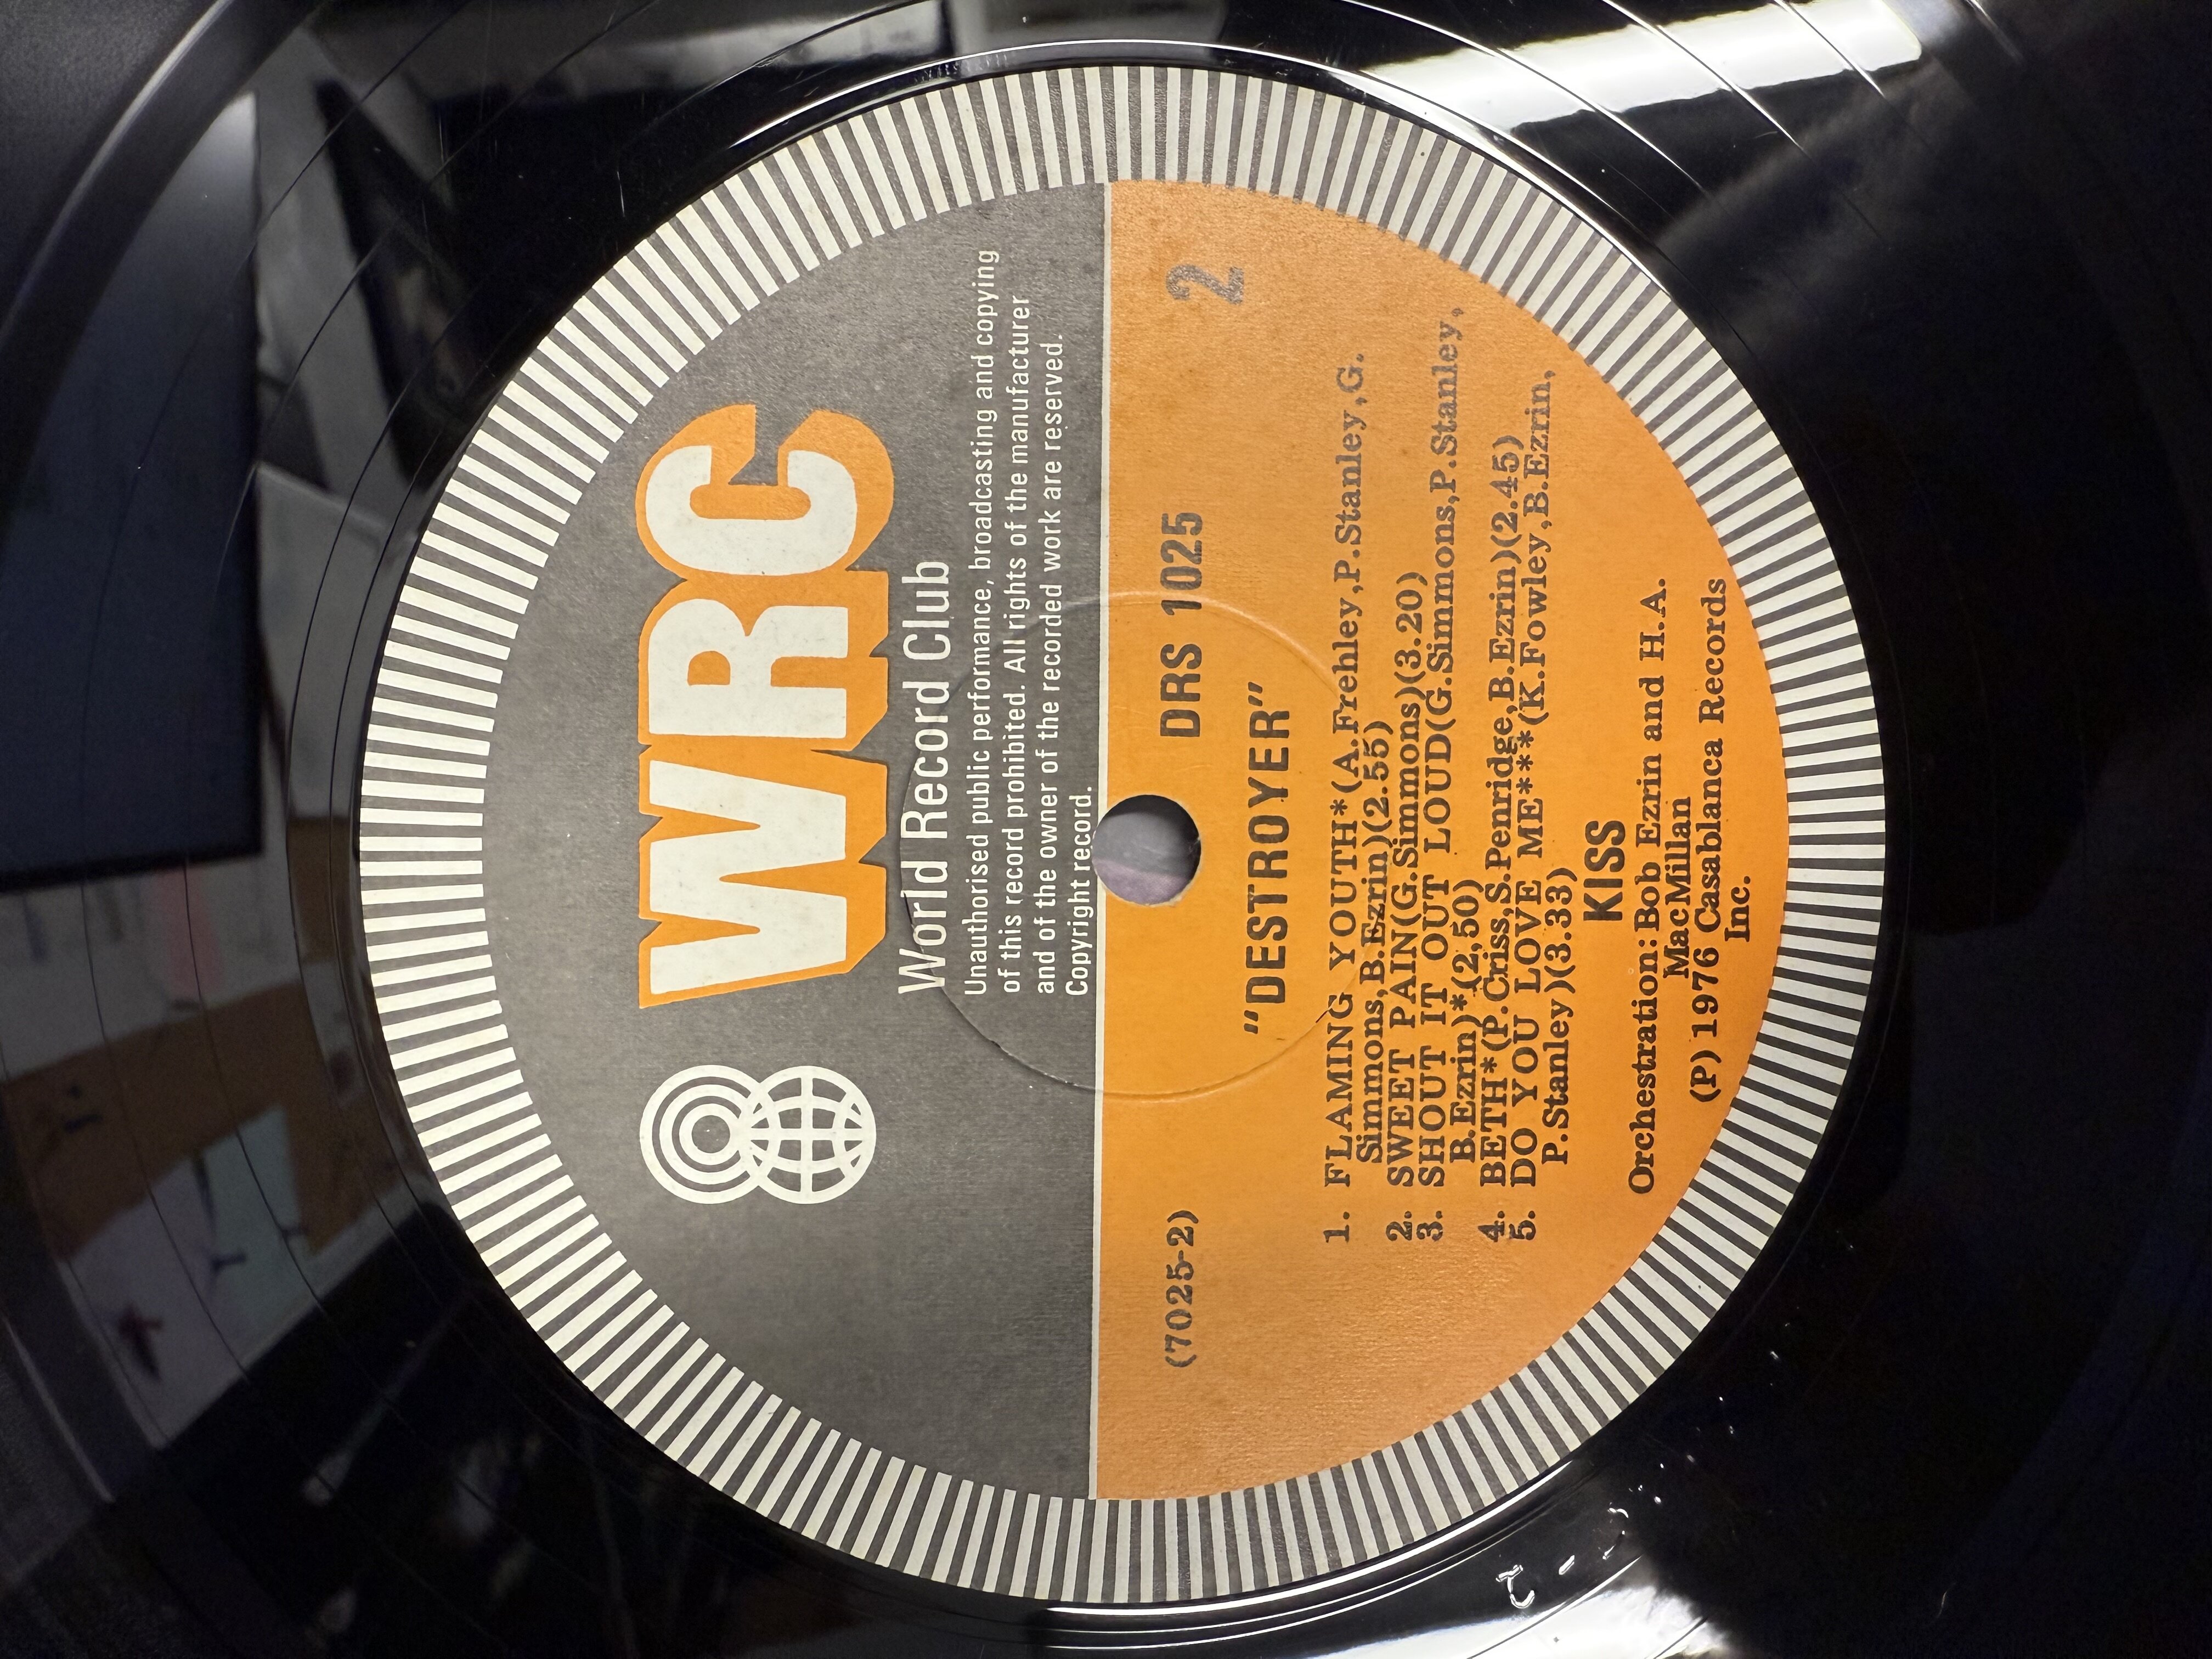 WRC
World Record Club
Unauthorised public performance, broadcasting and copying
of this record prohibited. All rights of the manufacturer
and of the owner of the recorded work are reserved.
Copyright record.
(7025-2)
DRS 1025
2
"DESTROYER"
1. FLAMING YOUTH*(A.Frehley,P.Stanley,G.
Simmons,B.Ezrin)(2.55)
2. SWEET PAIN(G.Simmons)(3.20)
3. SHOUT IT OUT LOUD(G.Simmons,P.Stanley,
B.Ezrin)*(2,50)
4. BETH*(P.Criss,S.Penridge,B.Ezrin)(2.45)
5. DO YOU LOVE ME***(K.Fowley,B.Ezrin,
P.Stanley)(3.33)
KISS
Orchestration:Bob Ezrin and H.A.
MacMillan
(P) 1976 Casablanca Records
Inc.